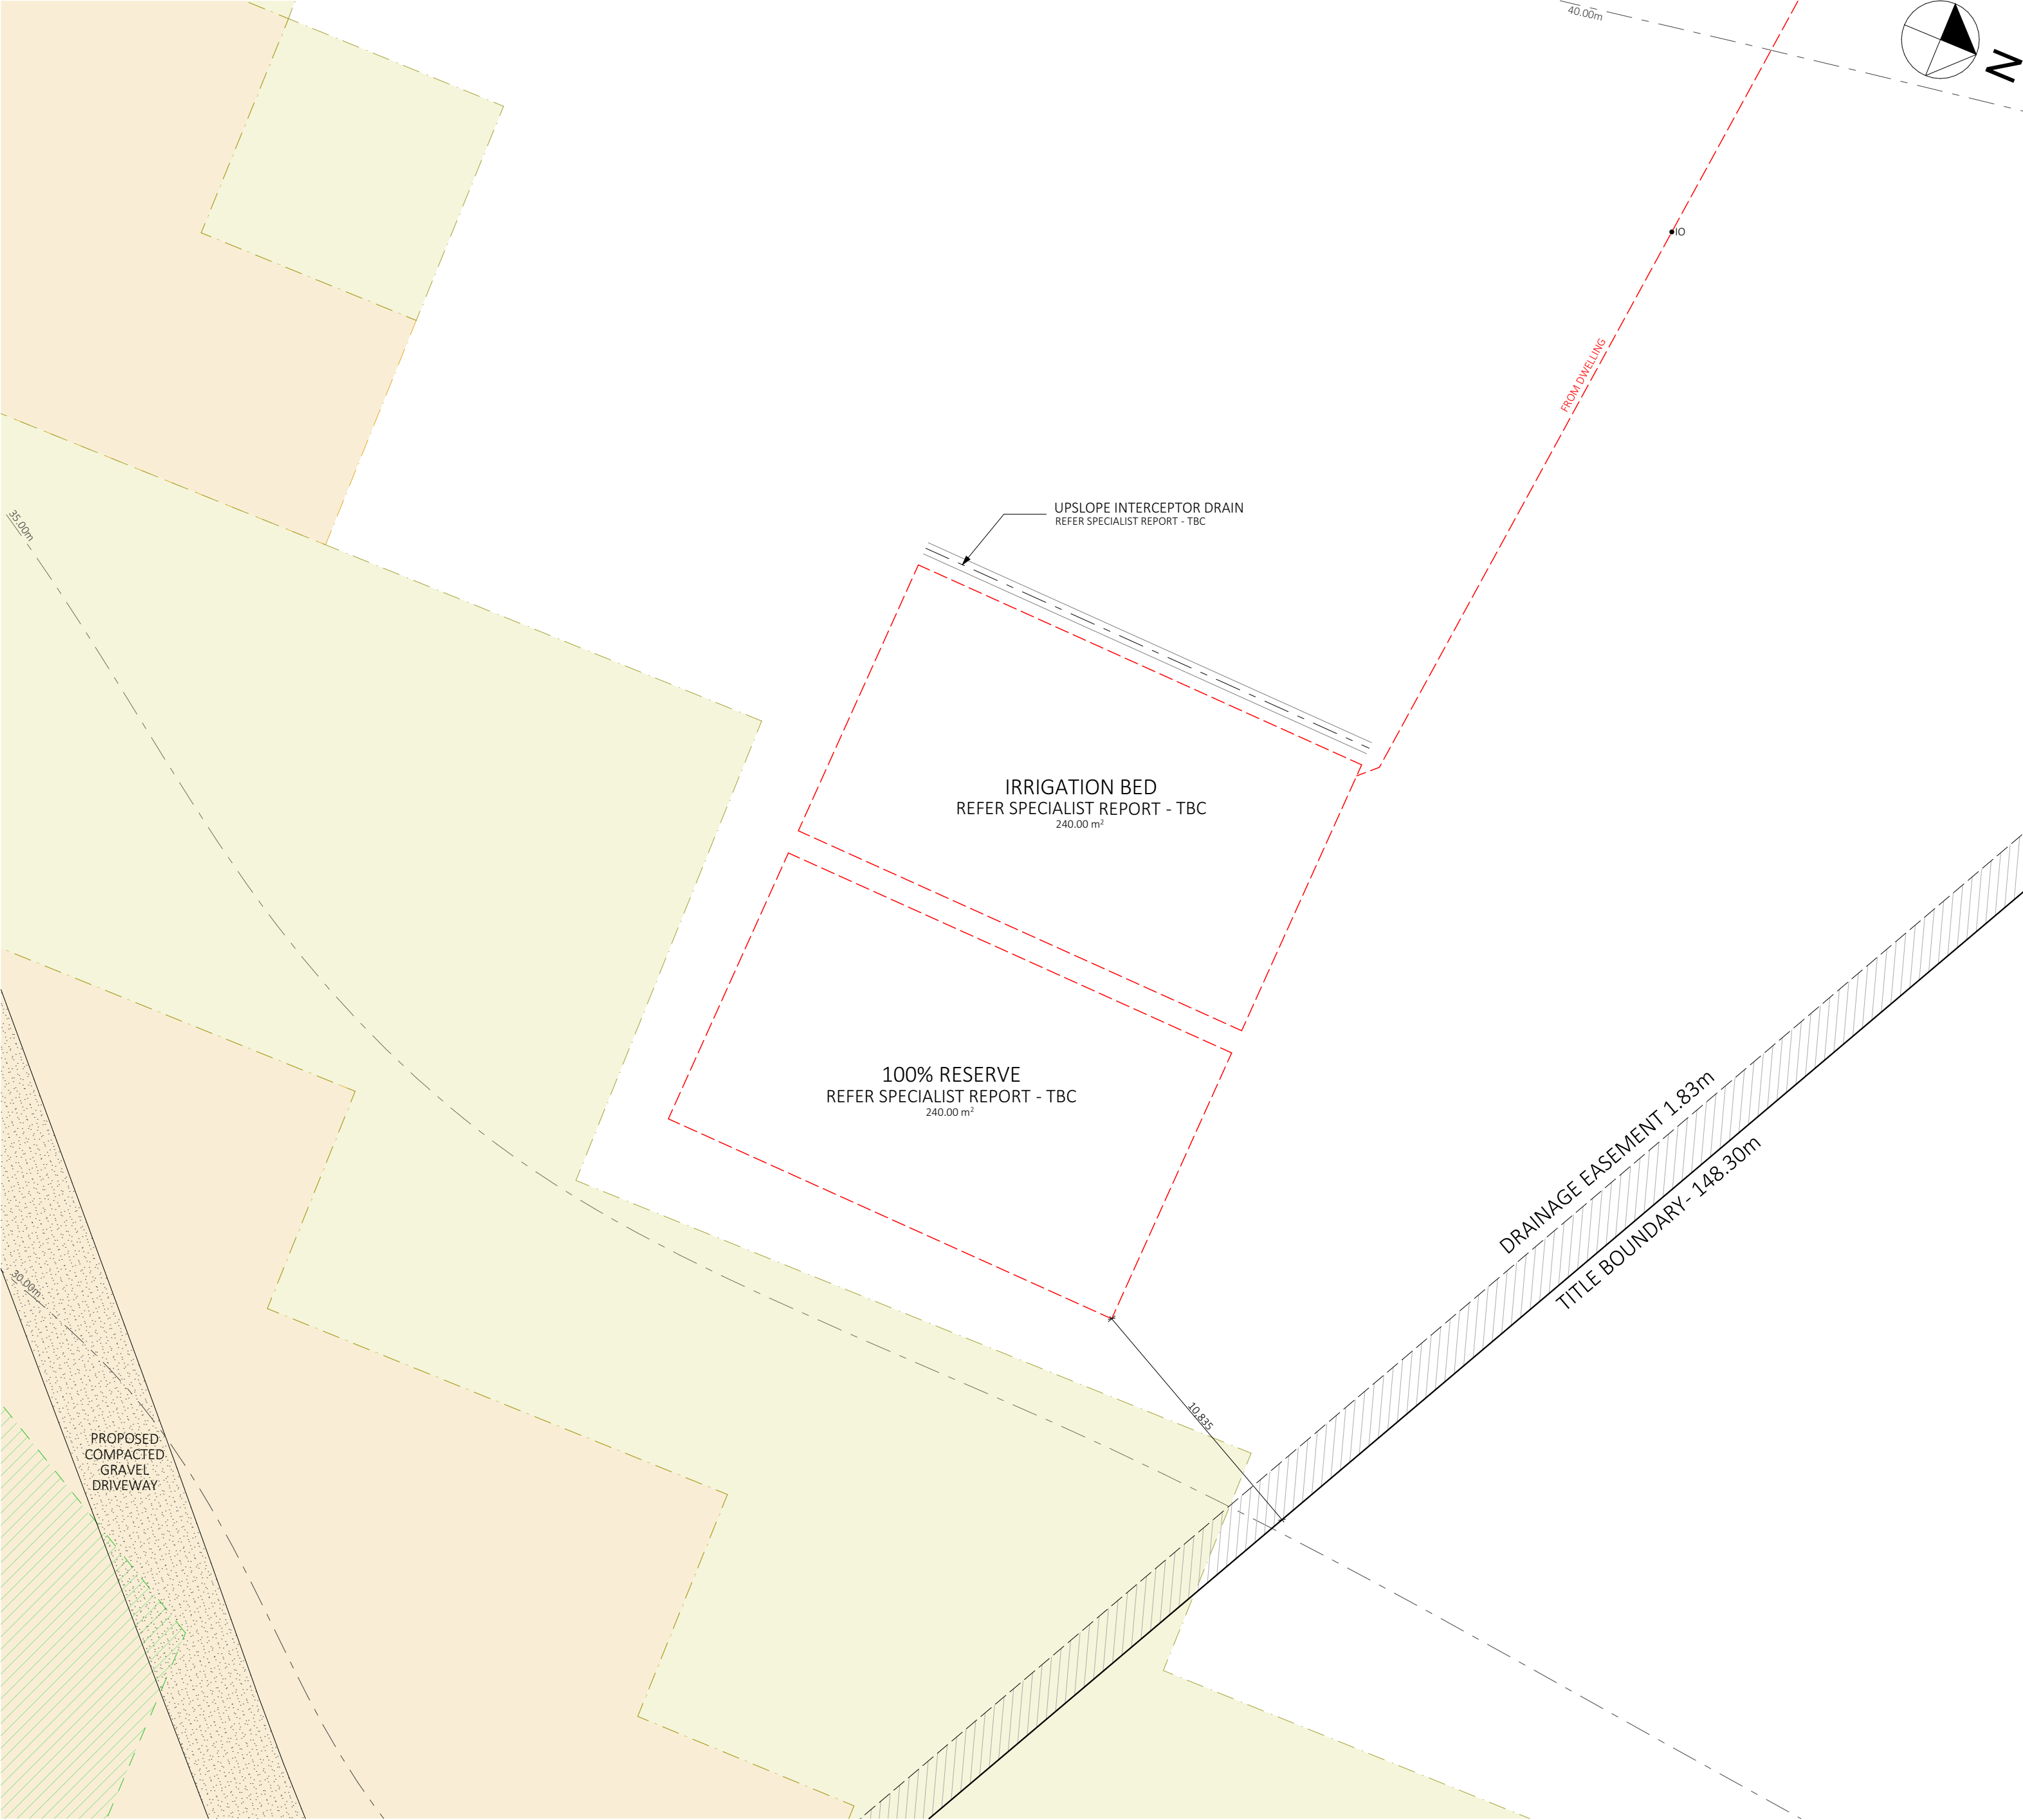 40.00m
N
IO
FROM DWELLING
35.00m
UPSLOPE INTERCEPTOR DRAIN
REFER SPECIALIST REPORT - TBC
IRRIGATION BED
REFER SPECIALIST REPORT - TBC
240.00 m²
100% RESERVE
REFER SPECIALIST REPORT - TBC
240.00 m²
DRAINAGE EASEMENT 1.83m
TITLE BOUNDARY- 148.30m
30.00m
10,835
PROPOSED
COMPACTED
GRAVEL
DRIVEWAY